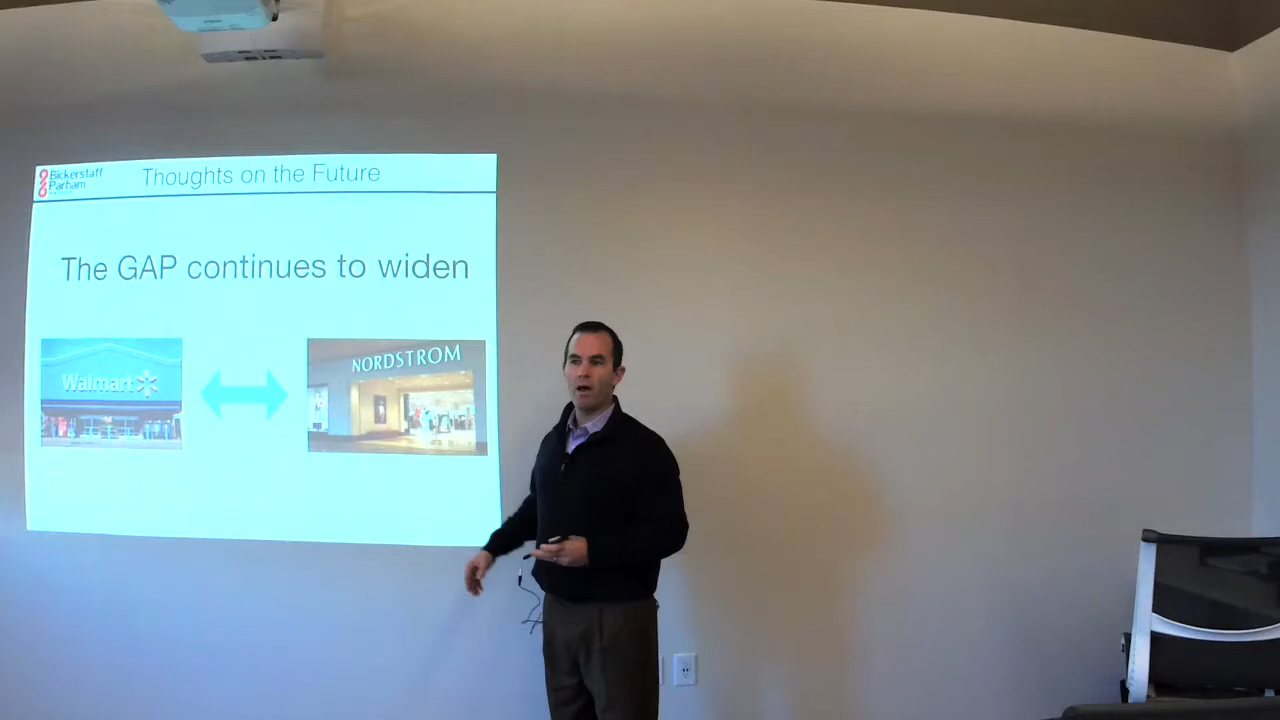 Bickerstaff
Parham
Thoughts on the Future
The GAP continues to widen
Walmart
NORDSTROM